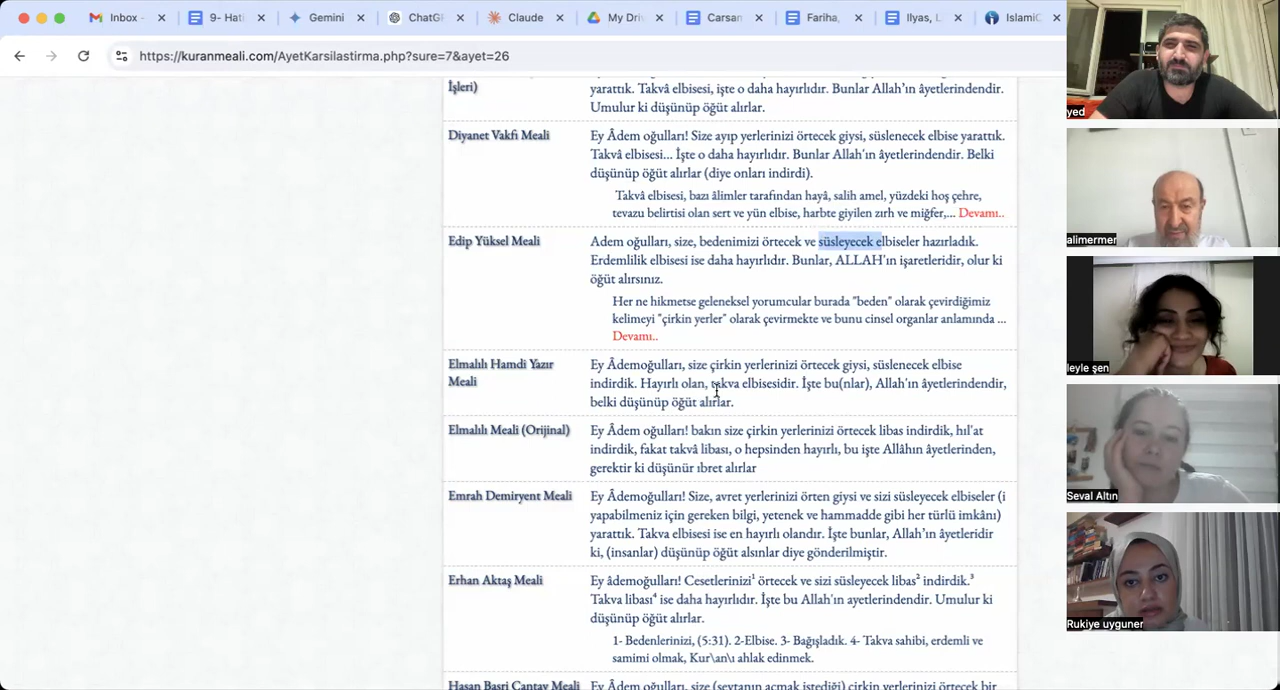 Inbox -
9- Hati
Gemini
ChatGP
Claude
My Driv
Carsan
Fariha,
Ilyas, L
IslamiC
https://kuranmeali.com/AyetKarsilastirma.php?sure=7&ayet=26
İşleri)
yarattık. Takvâ elbisesi, işte o daha hayırlıdır. Bunlar Allah’ın âyetlerindendir.
Umulur ki düşünüp öğüt alırlar.
Diyanet Vakfı Meali
Ey Âdem oğulları! Size ayıp yerlerinizi örtecek giysi, süslenecek elbise yarattık.
Takvâ elbisesi... İşte o daha hayırlıdır. Bunlar Allah'ın âyetlerindendir. Belki
düşünüp öğüt alırlar (diye onları indirdi).
Takvâ elbisesi, bazı âlimler tarafından hayâ, salih amel, yüzdeki hoş çehre,
tevazu belirtisi olan sert ve yün elbise, harbte giyilen zırh ve miğfer,... Devamı..
Edip Yüksel Meali
Adem oğulları, size, bedenimizi örtecek ve süsleyecek elbiseler hazırladık.
Erdemlilik elbisesi ise daha hayırlıdır. Bunlar, ALLAH'ın işaretleridir, olur ki
öğüt alırsınız.
Her ne hikmetse geleneksel yorumcular burada "beden" olarak çevirdiğimiz
kelimeyi "çirkin yerler" olarak çevirmekte ve bunu cinsel organlar anlamında ...
Devamı..
Elmalılı Hamdi Yazır
Meali
Ey Âdemoğulları, size çirkin yerlerinizi örtecek giysi, süslenecek elbise
indirdik. Hayırlı olan, takva elbisesidir. İşte bu(nlar), Allah'ın âyetlerindendir,
belki düşünüp öğüt alırlar.
Elmalılı Meali (Orijinal)
Ey Âdem oğulları! bakın size çirkin yerlerinizi örtecek libas indirdik, hıl'at
indirdik, fakat takvâ libası, o hepsinden hayırlı, bu işte Allâhın âyetlerinden,
gerektir ki düşünür ıbret alırlar
Emrah Demiryent Meali
Ey Âdemoğulları! Size, avret yerlerinizi örten giysi ve sizi süsleyecek elbiseler (i
yapabilmeniz için gereken bilgi, yetenek ve hammadde gibi her türlü imkânı)
yarattık. Takva elbisesi ise en hayırlı olandır. İşte bunlar, Allah’ın âyetleridir
ki, (insanlar) düşünüp öğüt alsınlar diye gönderilmiştir.
Erhan Aktaş Meali
Ey âdemoğulları! Cesetlerinizi¹ örtecek ve sizi süsleyecek libas² indirdik.³
Takva libası⁴ ise daha hayırlıdır. İşte bu Allah'ın ayetlerindendir. Umulur ki
düşünüp öğüt alırlar.
1- Bedenlerinizi, (5:31). 2-Elbise. 3- Bağışladık. 4- Takva sahibi, erdemli ve
samimi olmak, Kur\an\ı ahlak edinmek.
Hasan Basri Çantay Meali
Ey Âdem oğulları, size (şeytanın açmak istediği) çirkin yerlerinizi örtecek bir
yed
alimermer
leyle şen
Seval Altın
Rukiye uyguner